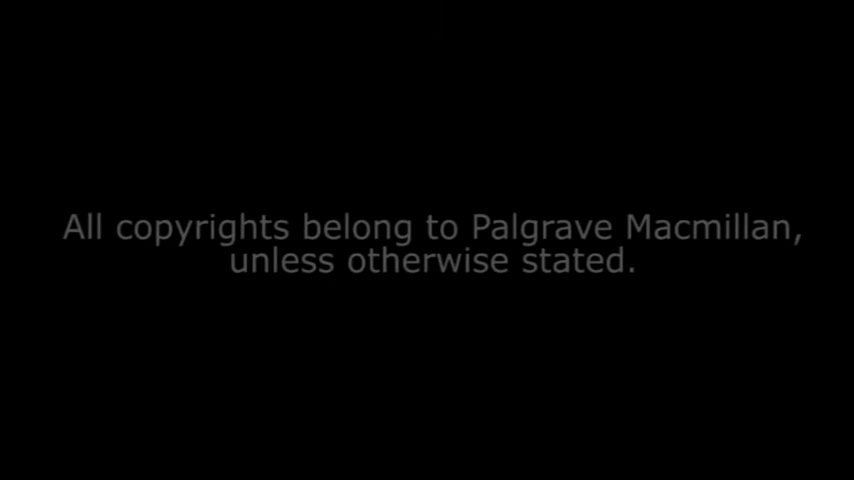 All copyrights belong to Palgrave Macmillan,
unless otherwise stated.